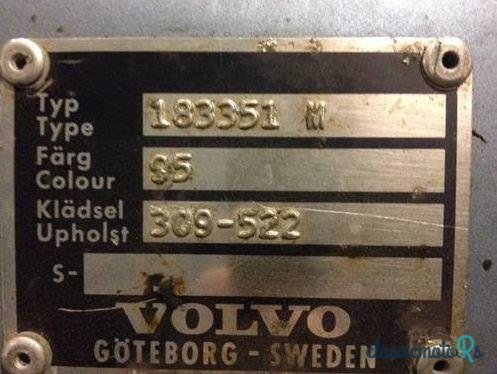 Typ
Type 183351 M
Färg
Colour 95
Klädsel
Upholst 309-522
S-
VOLVO
GÖTEBORG - SWEDEN